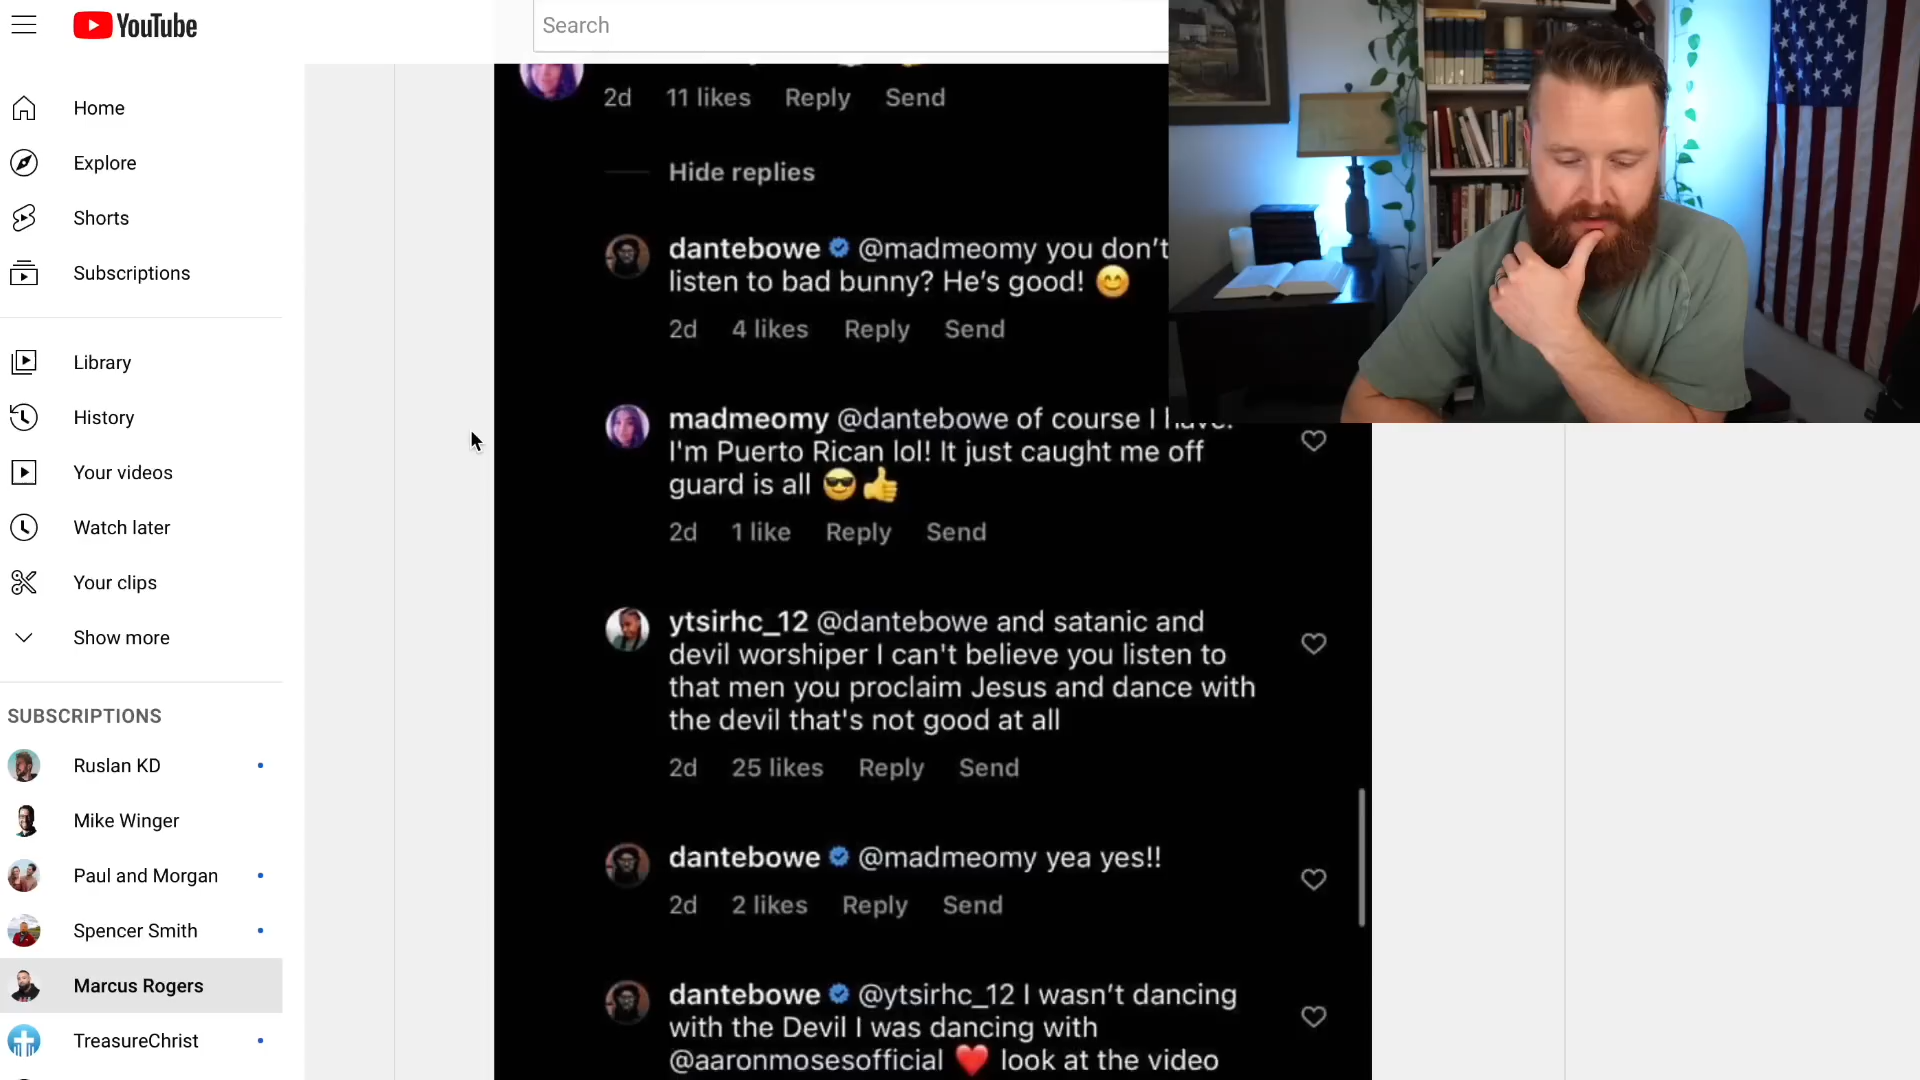 YouTube
Search
Home
Explore
Shorts
Subscriptions
Library
History
Your videos
Watch later
Your clips
Show more
SUBSCRIPTIONS
Ruslan KD
Mike Winger
Paul and Morgan
Spencer Smith
Marcus Rogers
TreasureChrist
2d 11 likes Reply Send
Hide replies
dantebowe @madmeomy you don’t
listen to bad bunny? He’s good! 😊
2d 4 likes Reply Send
madmeomy @dantebowe of course I have.
I'm Puerto Rican lol! It just caught me off
guard is all 😎👍
2d 1 like Reply Send
ytsirhc_12 @dantebowe and satanic and
devil worshiper I can't believe you listen to
that men you proclaim Jesus and dance with
the devil that's not good at all
2d 25 likes Reply Send
dantebowe @madmeomy yea yes!!
2d 2 likes Reply Send
dantebowe @ytsirhc_12 I wasn’t dancing
with the Devil I was dancing with
@aaronmosesofficial ❤️ look at the video